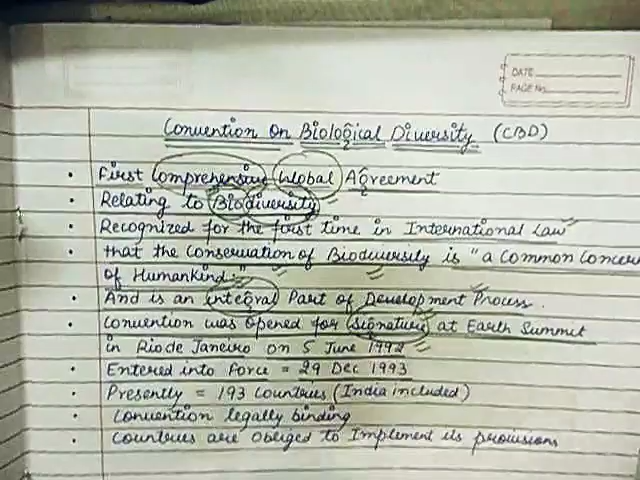 DATE
PAGE No.
Convention on Biological Diversity (CBD)
• First Comprehensive Global Agreement
• Relating to Biodiversity
• Recognized for the first time in International Law
• that the Conservation of Biodiversity is "a Common Concern
of Humankind."
• And is an integral Part of Development Process.
• Convention was opened for signature at Earth Summit
in Rio de Janeiro on 5 June 1992
• Entered into Force = 29 Dec 1993
• Presently = 193 Countries (India included)
• Convention legally binding
• Countries are obliged to Implement its provisions